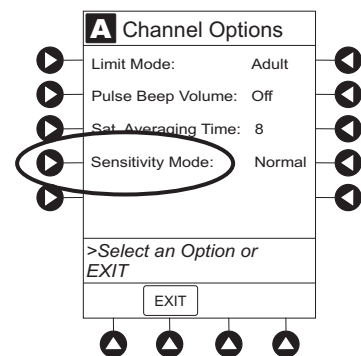 A Channel Options
Limit Mode: Adult
Pulse Beep Volume: Off
Sat. Averaging Time: 8
Sensitivity Mode: Normal
>Select an Option or
EXIT
EXIT